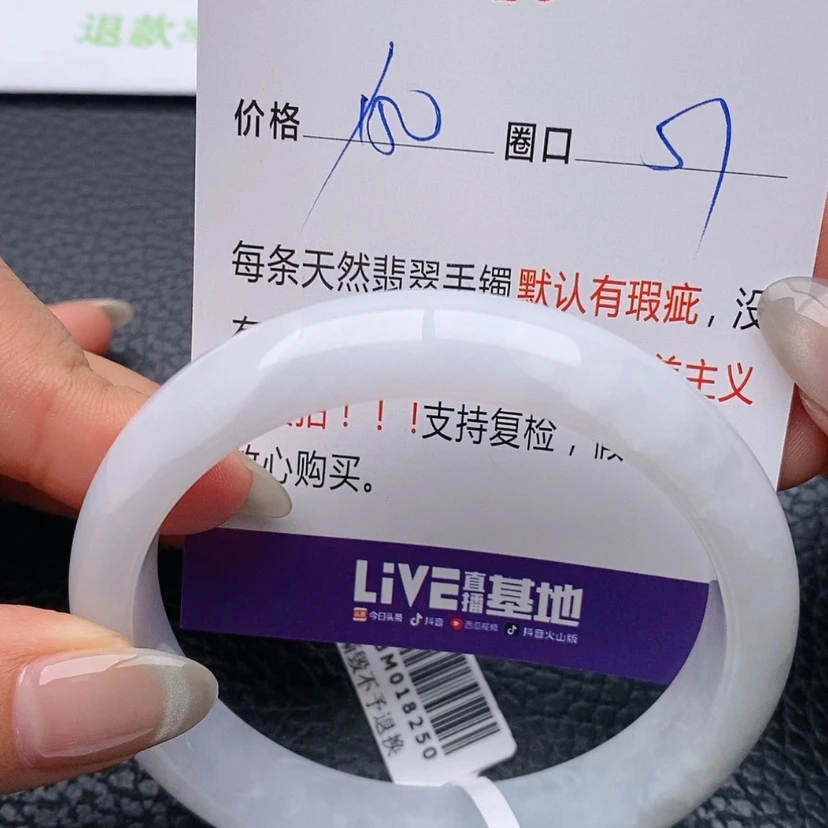 退款
价格 180 圈口 57
每条天然翡翠手镯默认有瑕疵，没
主义
！！！支持复检，
心购买。
LiVE直播基地
今日头条 抖音 西瓜视频 抖音火山版
M018250
毁不予退换